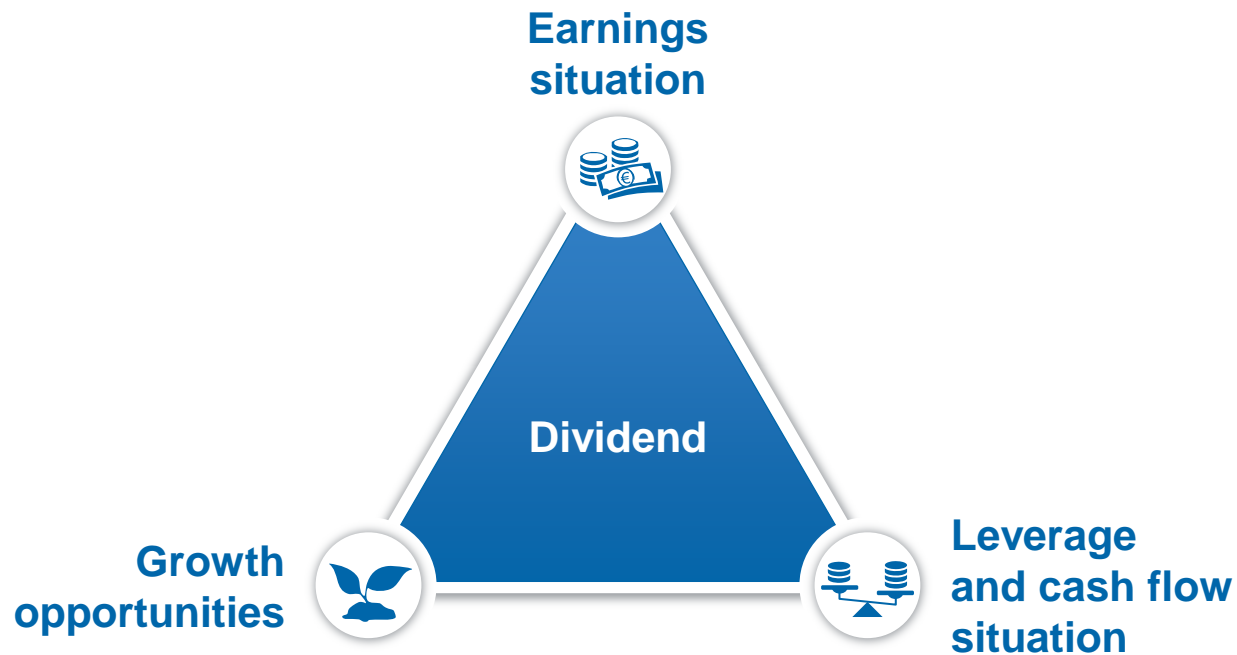 Earnings
situation
€
Dividend
Growth
opportunities
Leverage
and cash flow
situation